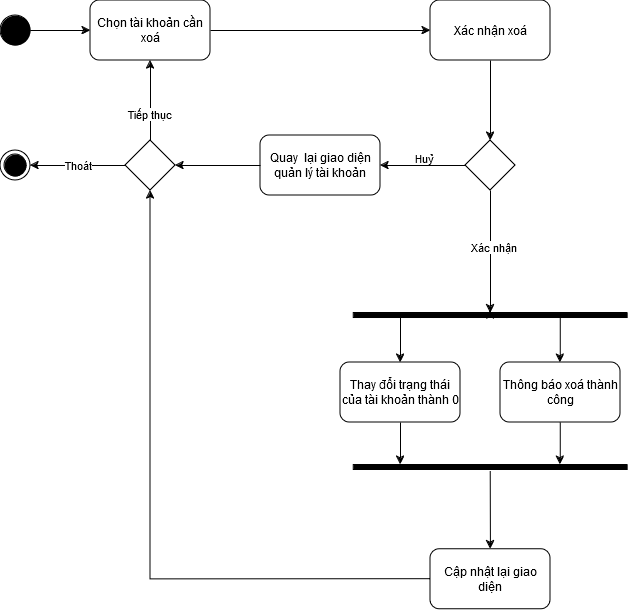 Chọn tài khoản cần
xoá
Xác nhận xoá
Tiếp thục
Thoát
Quay lại giao diện
quản lý tài khoản
Huỷ
Xác nhận
Thay đổi trạng thái
của tài khoản thành 0
Thông báo xoá thành
công
Cập nhật lại giao
diện